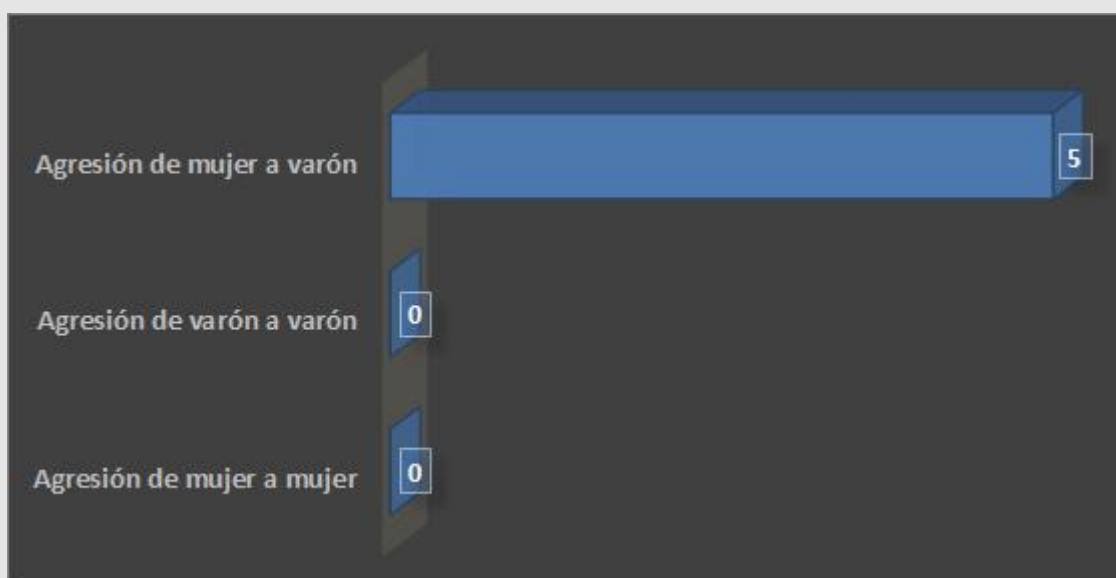 Agresión de mujer a varón
5
Agresión de varón a varón
0
Agresión de mujer a mujer
0